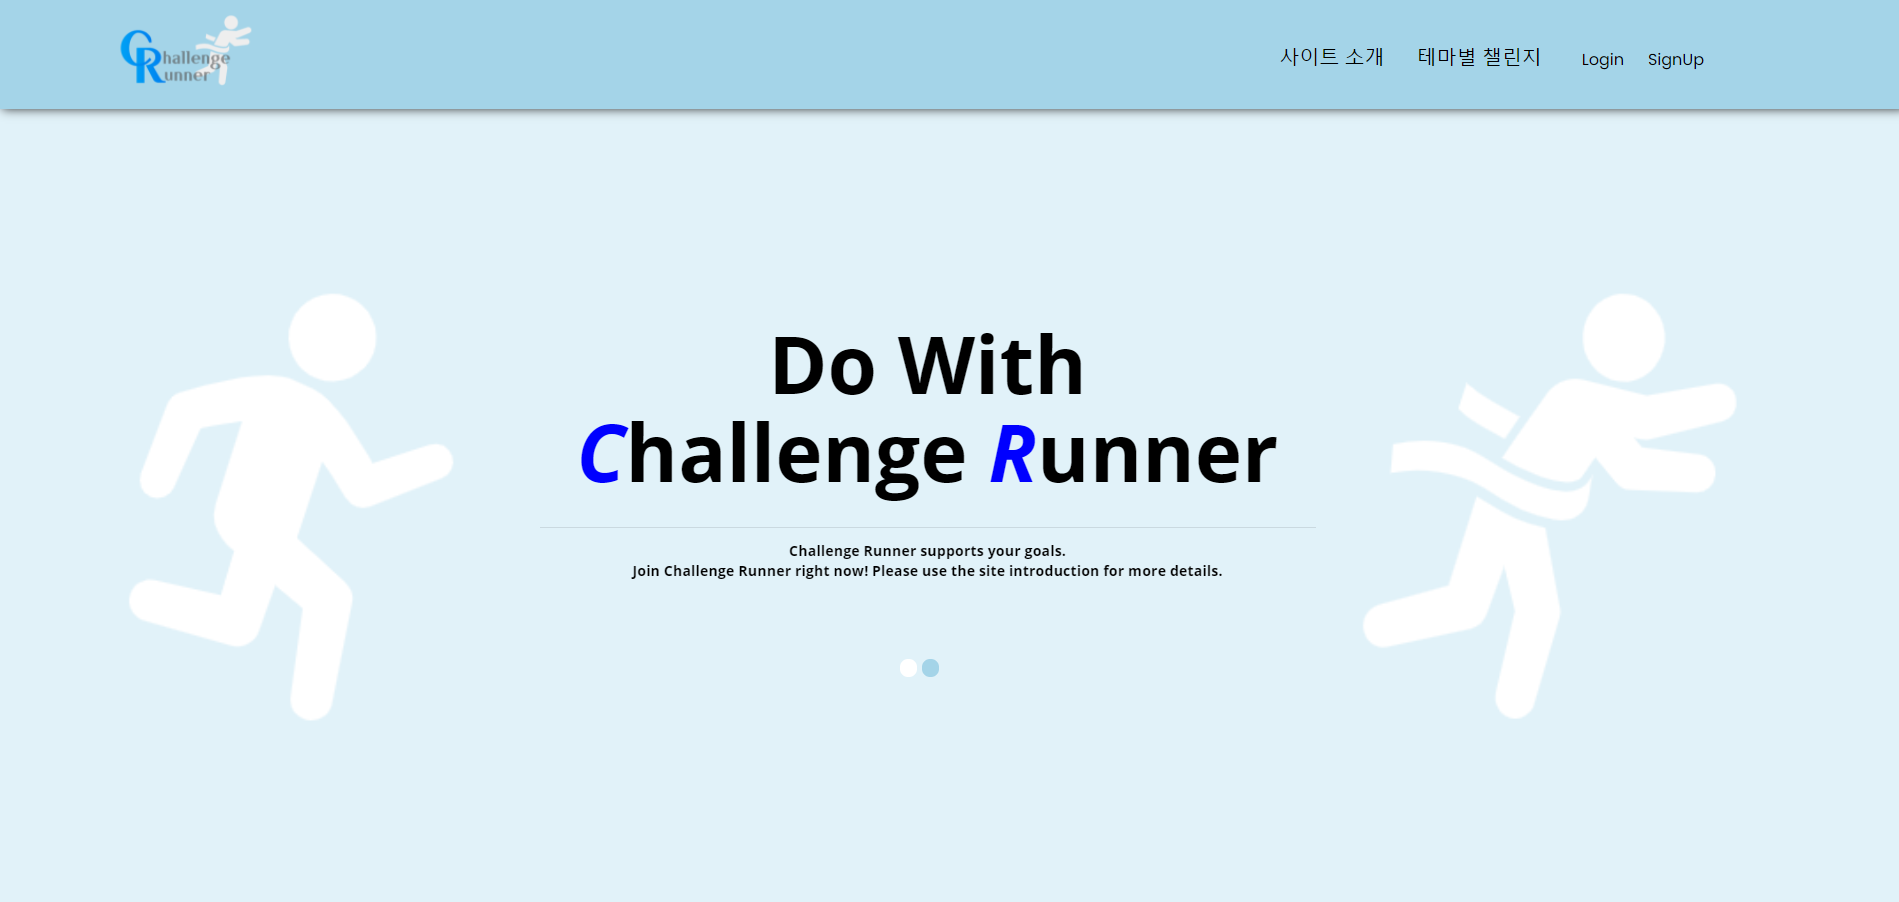 Challenge
Runner
사이트 소개 테마별 챌린지 Login SignUp
Do With
Challenge Runner
Challenge Runner supports your goals.
Join Challenge Runner right now! Please use the site introduction for more details.